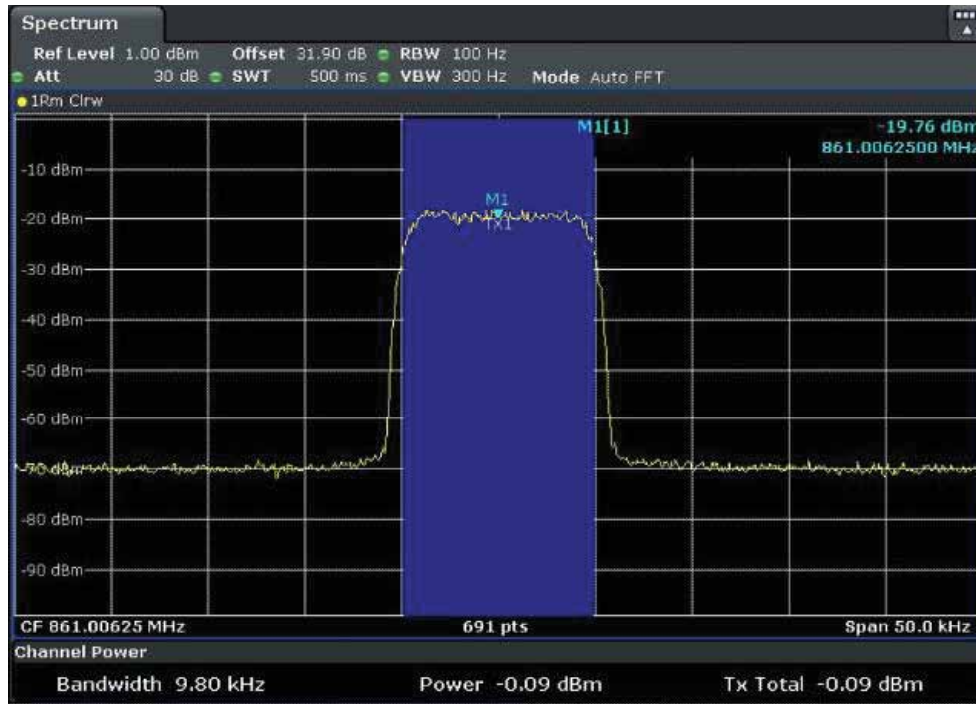 Spectrum
Ref Level 1.00 dBm Offset 31.90 dB RBW 100 Hz
Att 30 dB SWT 500 ms VBW 300 Hz Mode Auto FFT
1Rm Clrw
M1[1] -19.76 dBm
861.0062500 MHz
-10 dBm
M1
-20 dBm
TX1
-30 dBm
-40 dBm
-50 dBm
-60 dBm
-70 dBm
-80 dBm
-90 dBm
CF 861.00625 MHz 691 pts Span 50.0 kHz
Channel Power
Bandwidth 9.80 kHz Power -0.09 dBm Tx Total -0.09 dBm